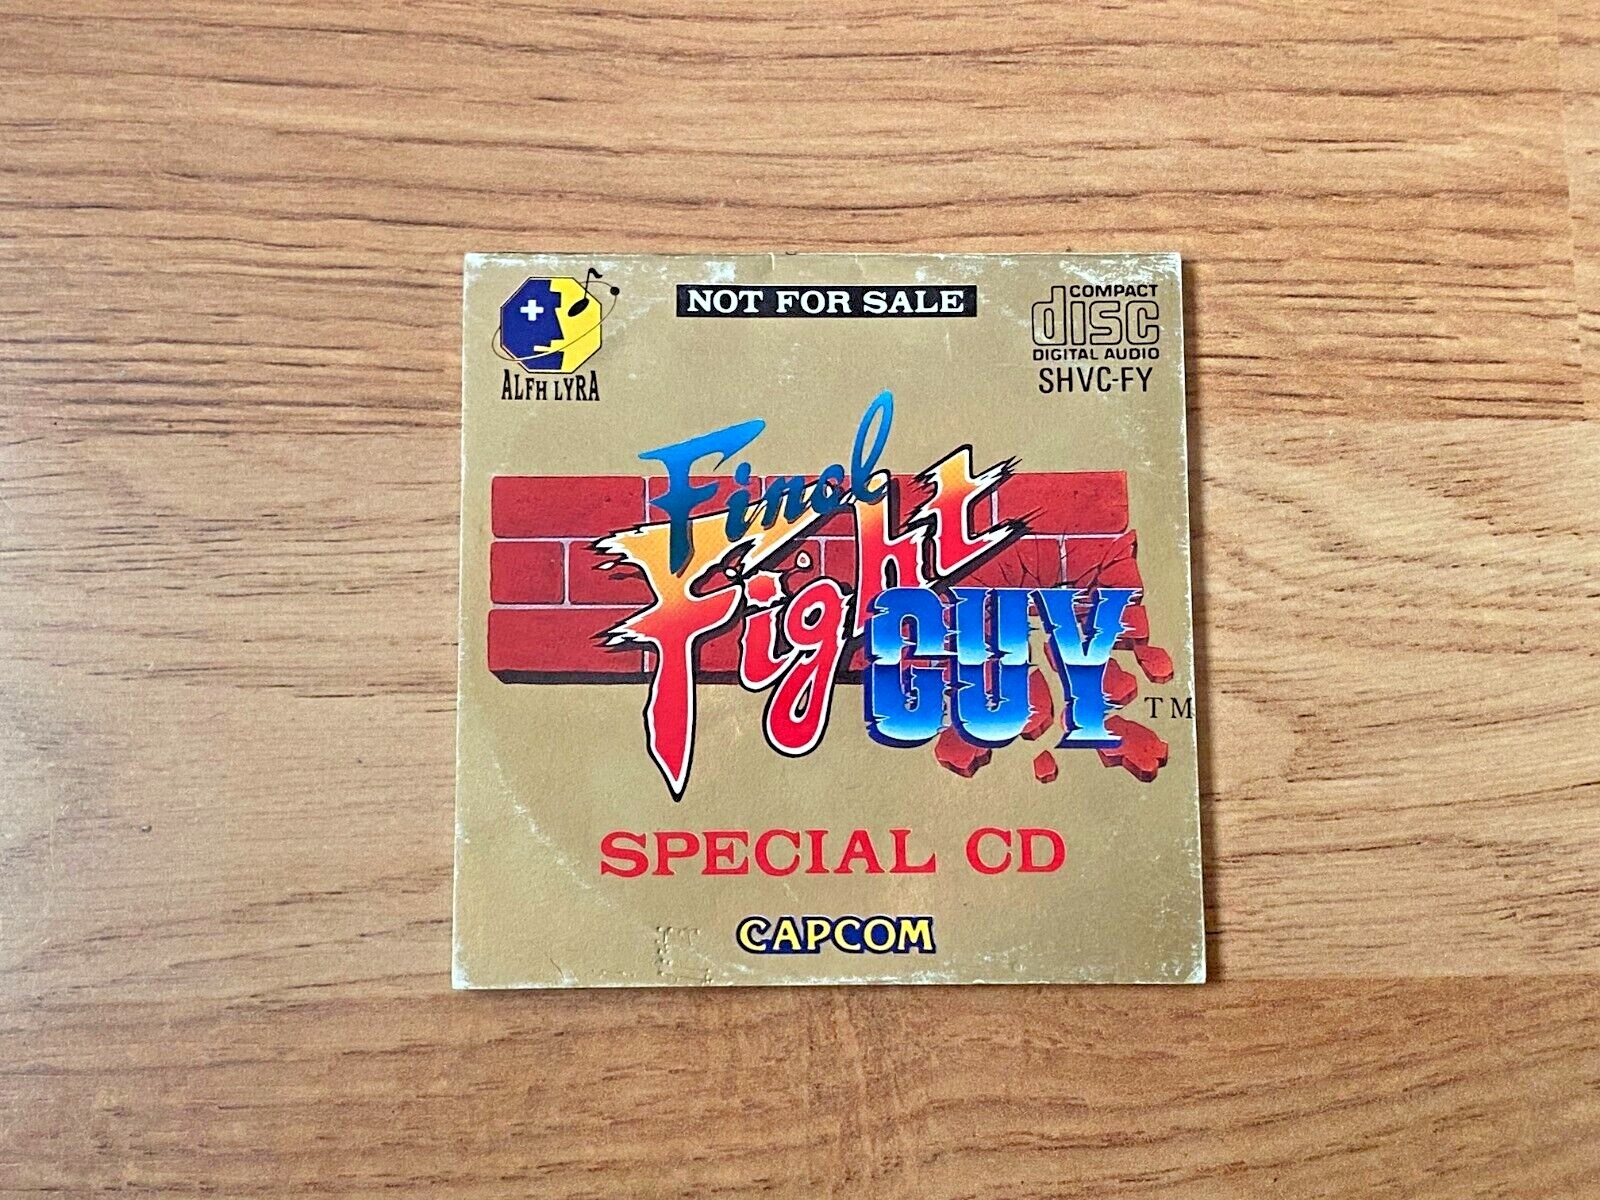 NOT FOR SALE
COMPACT
disc
DIGITAL AUDIO
SHVC-FY
ALFH LYRA
Final
Fight
GUY
TM
SPECIAL CD
CAPCOM